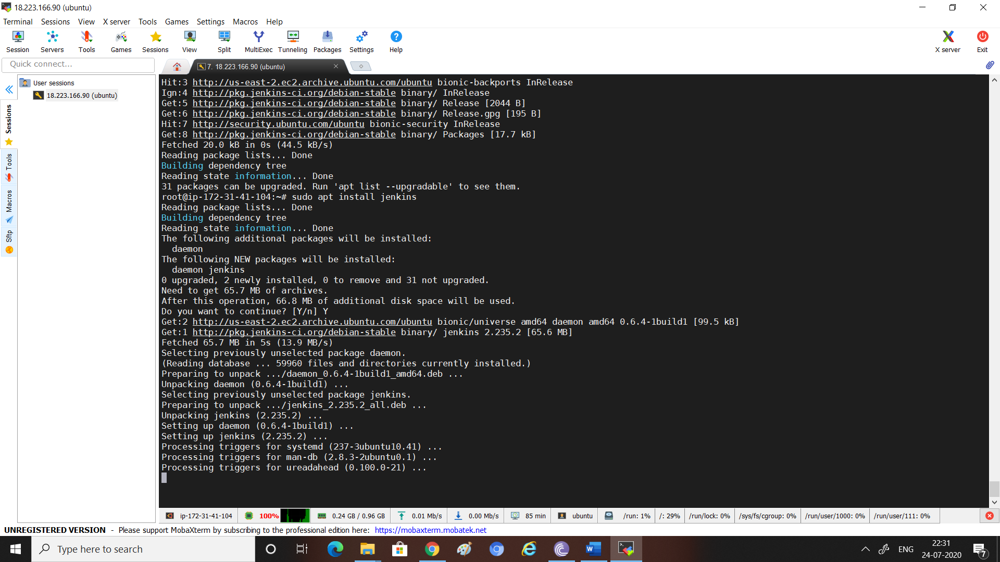 18.223.166.90 (ubuntu)
Terminal Sessions View X server Tools Games Settings Macros Help
Session Servers Tools Games Sessions View Split MultiExec Tunneling Packages Settings Help X server Exit
Quick connect...
7. 18.223.166.90 (ubuntu)
User sessions
18.223.166.90 (ubuntu)
Sessions
Tools
Macros
Sftp
Hit:3 http://us-east-2.ec2.archive.ubuntu.com/ubuntu bionic-backports InRelease
Ign:4 http://pkg.jenkins-ci.org/debian-stable binary/ InRelease
Get:5 http://pkg.jenkins-ci.org/debian-stable binary/ Release [2044 B]
Get:6 http://pkg.jenkins-ci.org/debian-stable binary/ Release.gpg [195 B]
Hit:7 http://security.ubuntu.com/ubuntu bionic-security InRelease
Get:8 http://pkg.jenkins-ci.org/debian-stable binary/ Packages [17.7 kB]
Fetched 20.0 kB in 0s (44.5 kB/s)
Reading package lists... Done
Building dependency tree
Reading state information... Done
31 packages can be upgraded. Run 'apt list --upgradable' to see them.
root@ip-172-31-41-104:~# sudo apt install jenkins
Reading package lists... Done
Building dependency tree
Reading state information... Done
The following additional packages will be installed:
daemon
The following NEW packages will be installed:
daemon jenkins
0 upgraded, 2 newly installed, 0 to remove and 31 not upgraded.
Need to get 65.7 MB of archives.
After this operation, 66.8 MB of additional disk space will be used.
Do you want to continue? [Y/n] Y
Get:2 http://us-east-2.ec2.archive.ubuntu.com/ubuntu bionic/universe amd64 daemon amd64 0.6.4-1build1 [99.5 kB]
Get:1 http://pkg.jenkins-ci.org/debian-stable binary/ jenkins 2.235.2 [65.6 MB]
Fetched 65.7 MB in 5s (13.9 MB/s)
Selecting previously unselected package daemon.
(Reading database ... 59960 files and directories currently installed.)
Preparing to unpack .../daemon_0.6.4-1build1_amd64.deb ...
Unpacking daemon (0.6.4-1build1) ...
Selecting previously unselected package jenkins.
Preparing to unpack .../jenkins_2.235.2_all.deb ...
Unpacking jenkins (2.235.2) ...
Setting up daemon (0.6.4-1build1) ...
Setting up jenkins (2.235.2) ...
Processing triggers for systemd (237-3ubuntu10.41) ...
Processing triggers for man-db (2.8.3-2ubuntu0.1) ...
Processing triggers for ureadahead (0.100.0-21) ...
ip-172-31-41-104 100% 0.24 GB / 0.96 GB 0.01 Mb/s 0.00 Mb/s 85 min ubuntu /run: 1% /: 29% /run/lock: 0% /sys/fs/cgroup: 0% /run/user/1000: 0% /run/user/111: 0%
UNREGISTERED VERSION - Please support MobaXterm by subscribing to the professional edition here: https://mobaxterm.mobatek.net
Type here to search
ENG
22:31
24-07-2020
7